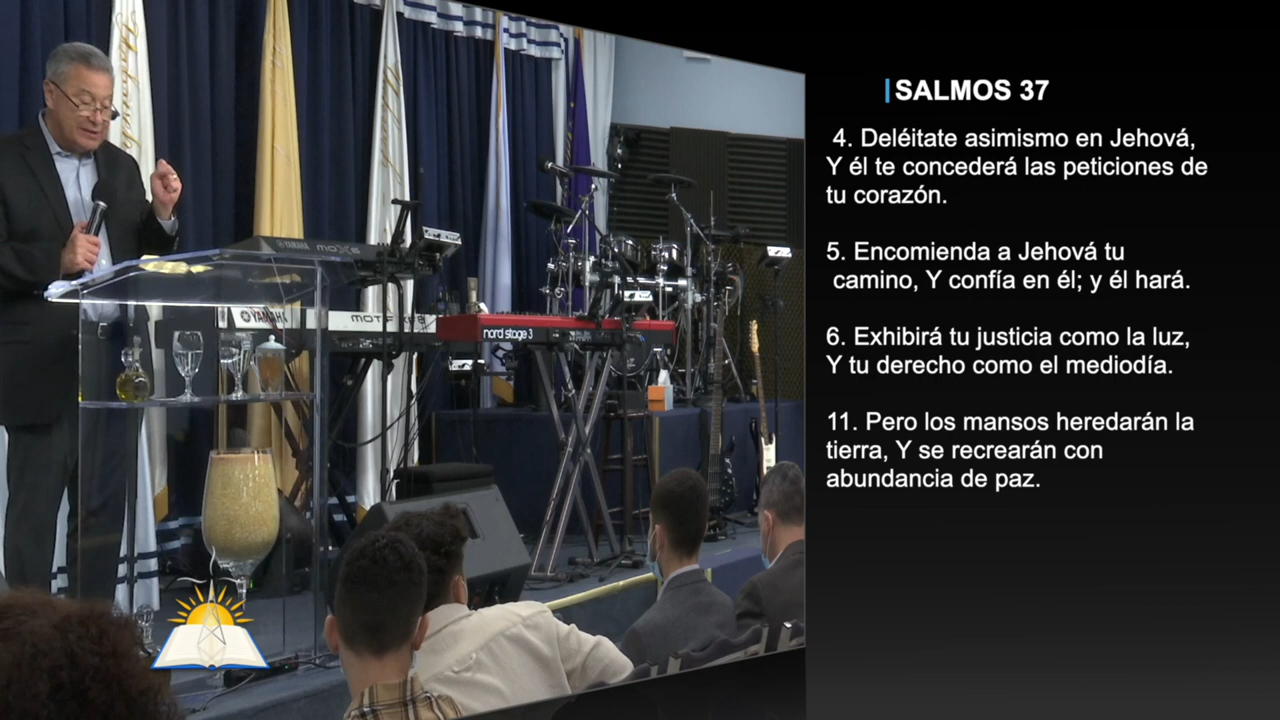 SALMOS 37
4. Deléitate asimismo en Jehová,
Y él te concederá las peticiones de
tu corazón.
5. Encomienda a Jehová tu
camino, Y confía en él; y él hará.
6. Exhibirá tu justicia como la luz,
Y tu derecho como el mediodía.
11. Pero los mansos heredarán la
tierra, Y se recrearán con
abundancia de paz.
YAMAHA
YAMAHA
nord stage 3